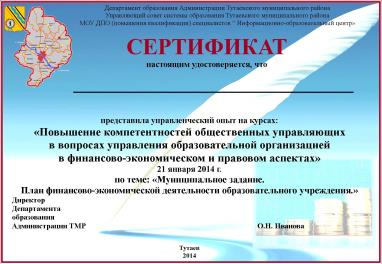 Департамент образования Администрации Тутаевского муниципального района
Управляющий совет системы образования Тутаевского муниципального района
МОУ ДПО (повышения квалификации) специалистов " Информационно-образовательный центр»
СЕРТИФИКАТ
настоящим удостоверяется, что
представила управленческий опыт на курсах:
«Повышение компетентностей общественных управляющих
в вопросах управления образовательной организацией
в финансово-экономическом и правовом аспектах»
21 января 2014 г.
по теме: «Муниципальное задание.
План финансово-экономической деятельности образовательного учреждения.»
Директор
Департамента
образования
Администрации ТМР О.Н. Иванова
Тутаев
2014